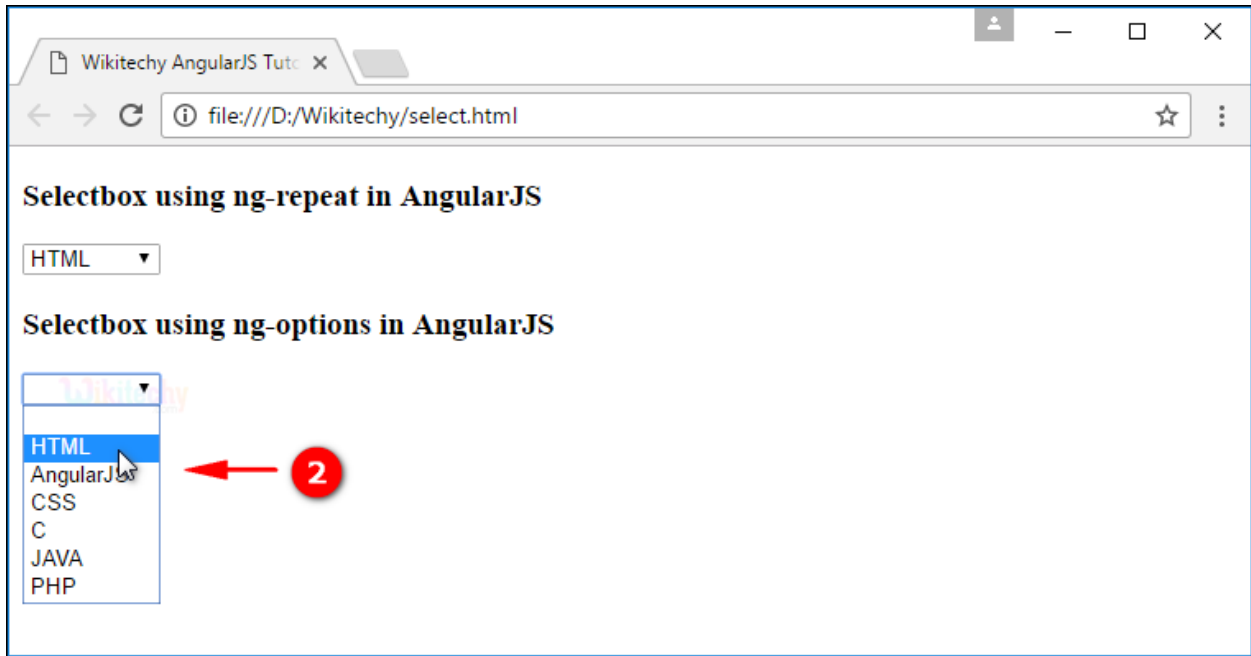 Wikitechy AngularJS Tuto
file:///D:/Wikitechy/select.html
Selectbox using ng-repeat in AngularJS
HTML
Selectbox using ng-options in AngularJS
Wikitechy
HTML
AngularJS
2
CSS
C
JAVA
PHP